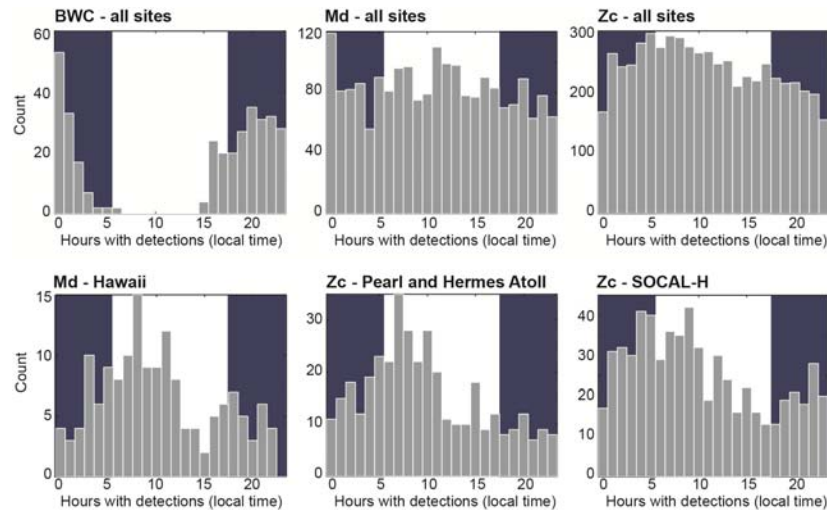 BWC - all sites
60
40
20
0
Count
0 5 10 15 20
Hours with detections (local time)
Md - all sites
120
80
40
0
0 5 10 15 20
Hours with detections (local time)
Zc - all sites
300
200
100
0
0 5 10 15 20
Hours with detections (local time)
Md - Hawaii
15
10
5
0
Count
0 5 10 15 20
Hours with detections (local time)
Zc - Pearl and Hermes Atoll
30
20
10
0
0 5 10 15 20
Hours with detections (local time)
Zc - SOCAL-H
40
30
20
10
0
0 5 10 15 20
Hours with detections (local time)